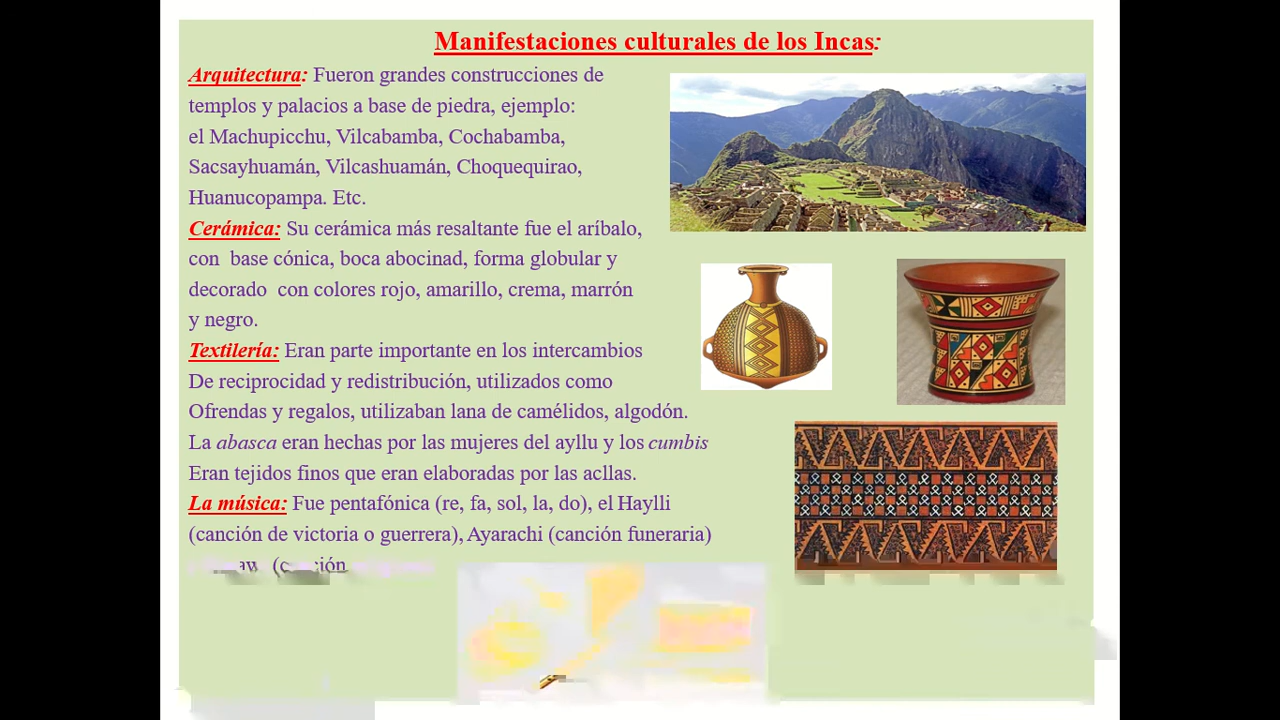 Manifestaciones culturales de los Incas:
Arquitectura: Fueron grandes construcciones de
templos y palacios a base de piedra, ejemplo:
el Machupicchu, Vilcabamba, Cochabamba,
Sacsayhuamán, Vilcashuamán, Choquequirao,
Huanucopampa. Etc.
Cerámica: Su cerámica más resaltante fue el aríbalo,
con base cónica, boca abocinad, forma globular y
decorado con colores rojo, amarillo, crema, marrón
y negro.
Textilería: Eran parte importante en los intercambios
De reciprocidad y redistribución, utilizados como
Ofrendas y regalos, utilizaban lana de camélidos, algodón.
La abasca eran hechas por las mujeres del ayllu y los cumbis
Eran tejidos finos que eran elaboradas por las acllas.
La música: Fue pentafónica (re, fa, sol, la, do), el Haylli
(canción de victoria o guerrera), Ayarachi (canción funeraria)